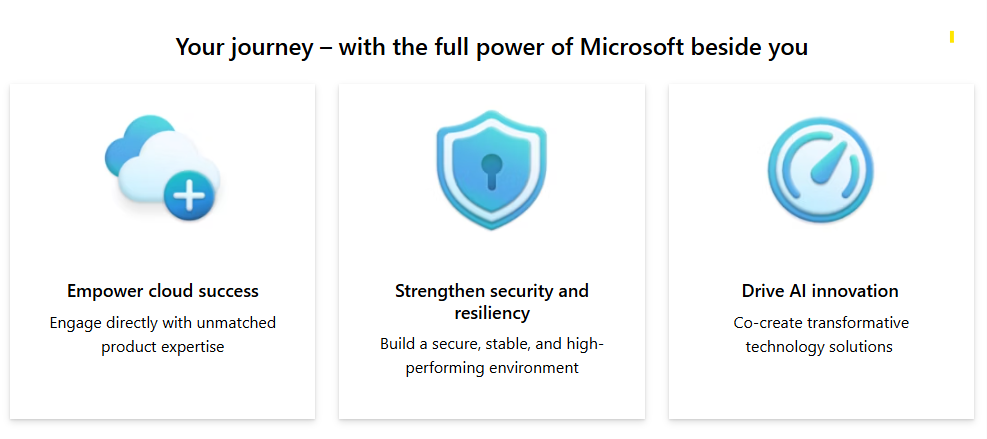 Your journey – with the full power of Microsoft beside you
Empower cloud success
Engage directly with unmatched
product expertise
Strengthen security and
resiliency
Build a secure, stable, and high-
performing environment
Drive AI innovation
Co-create transformative
technology solutions